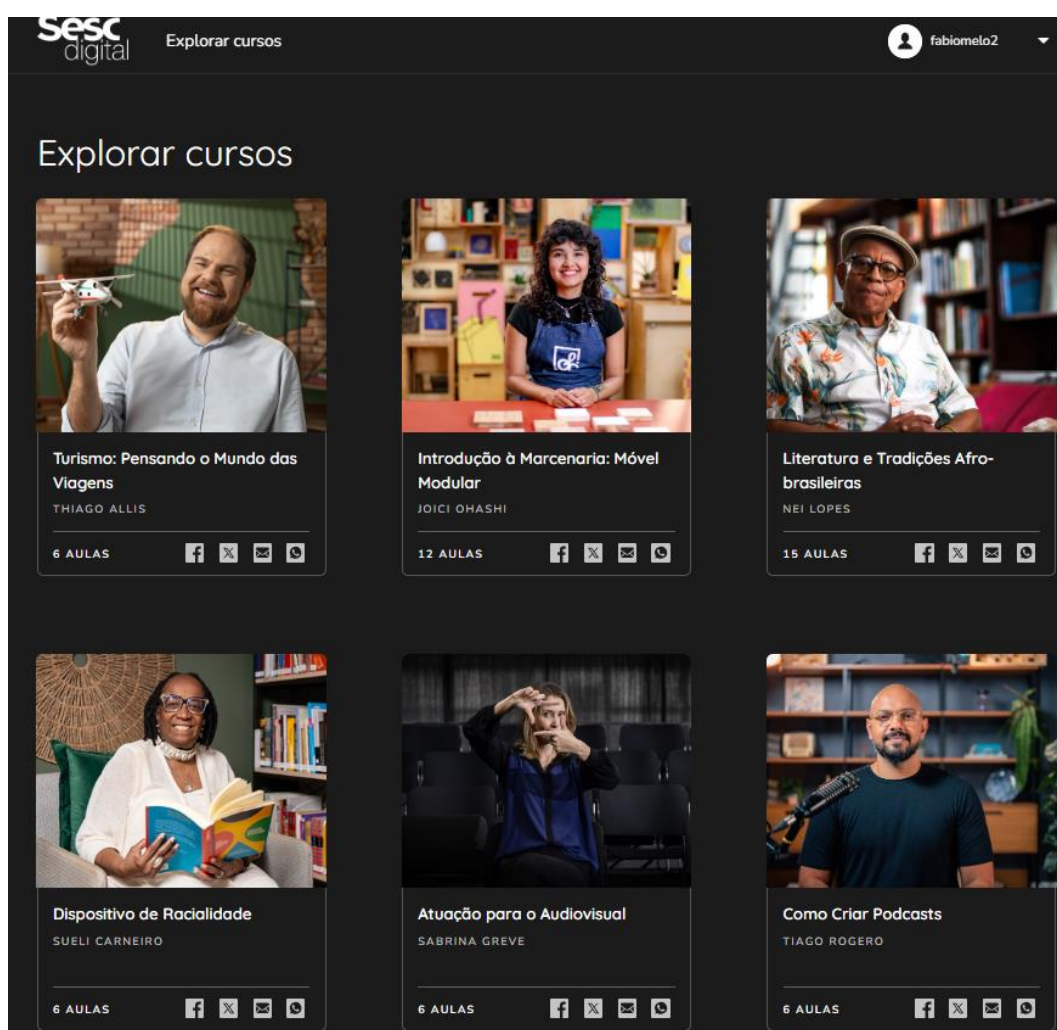 Sesc
digital
Explorar cursos
fabiomelo2
Explorar cursos
Turismo: Pensando o Mundo das
Viagens
THIAGO ALLIS
6 AULAS
Introdução à Marcenaria: Móvel
Modular
JOICI OHASHI
12 AULAS
Literatura e Tradições Afro-
brasileiras
NEI LOPES
15 AULAS
Dispositivo de Racialidade
SUELI CARNEIRO
6 AULAS
Atuação para o Audiovisual
SABRINA GREVE
6 AULAS
Como Criar Podcasts
TIAGO ROGERO
6 AULAS